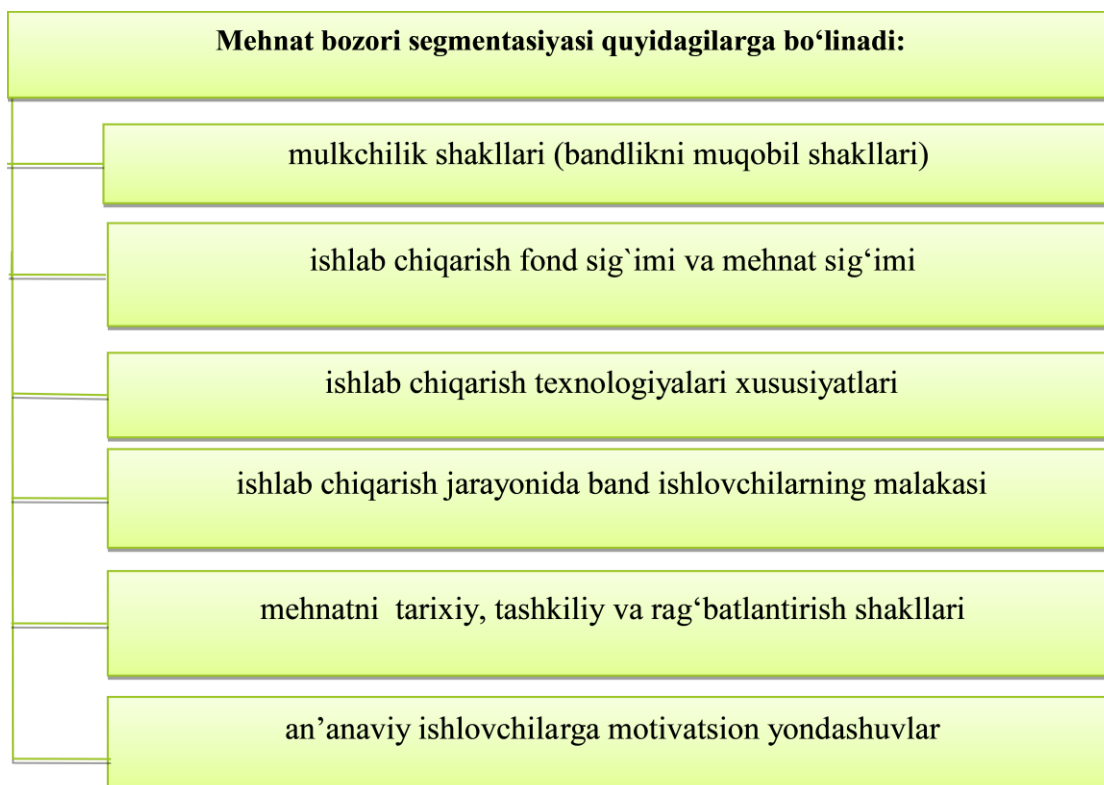 Mehnat bozori segmentasiyasi quyidagilarga bo‘linadi:
mulkchilik shakllari (bandlikni muqobil shakllari)
ishlab chiqarish fond sig`imi va mehnat sig‘imi
ishlab chiqarish texnologiyalari xususiyatlari
ishlab chiqarish jarayonida band ishlovchilarning malakasi
mehnatni tarixiy, tashkiliy va rag‘batlantirish shakllari
an’anaviy ishlovchilarga motivatsion yondashuvlar